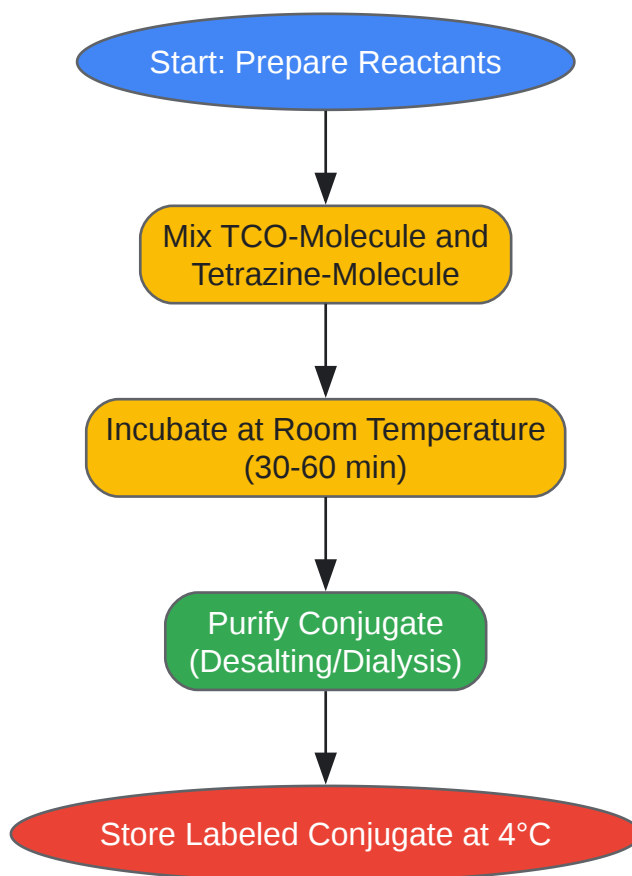 Start: Prepare Reactants
Mix TCO-Molecule and
Tetrazine-Molecule
Incubate at Room Temperature
(30-60 min)
Purify Conjugate
(Desalting/Dialysis)
Store Labeled Conjugate at 4°C